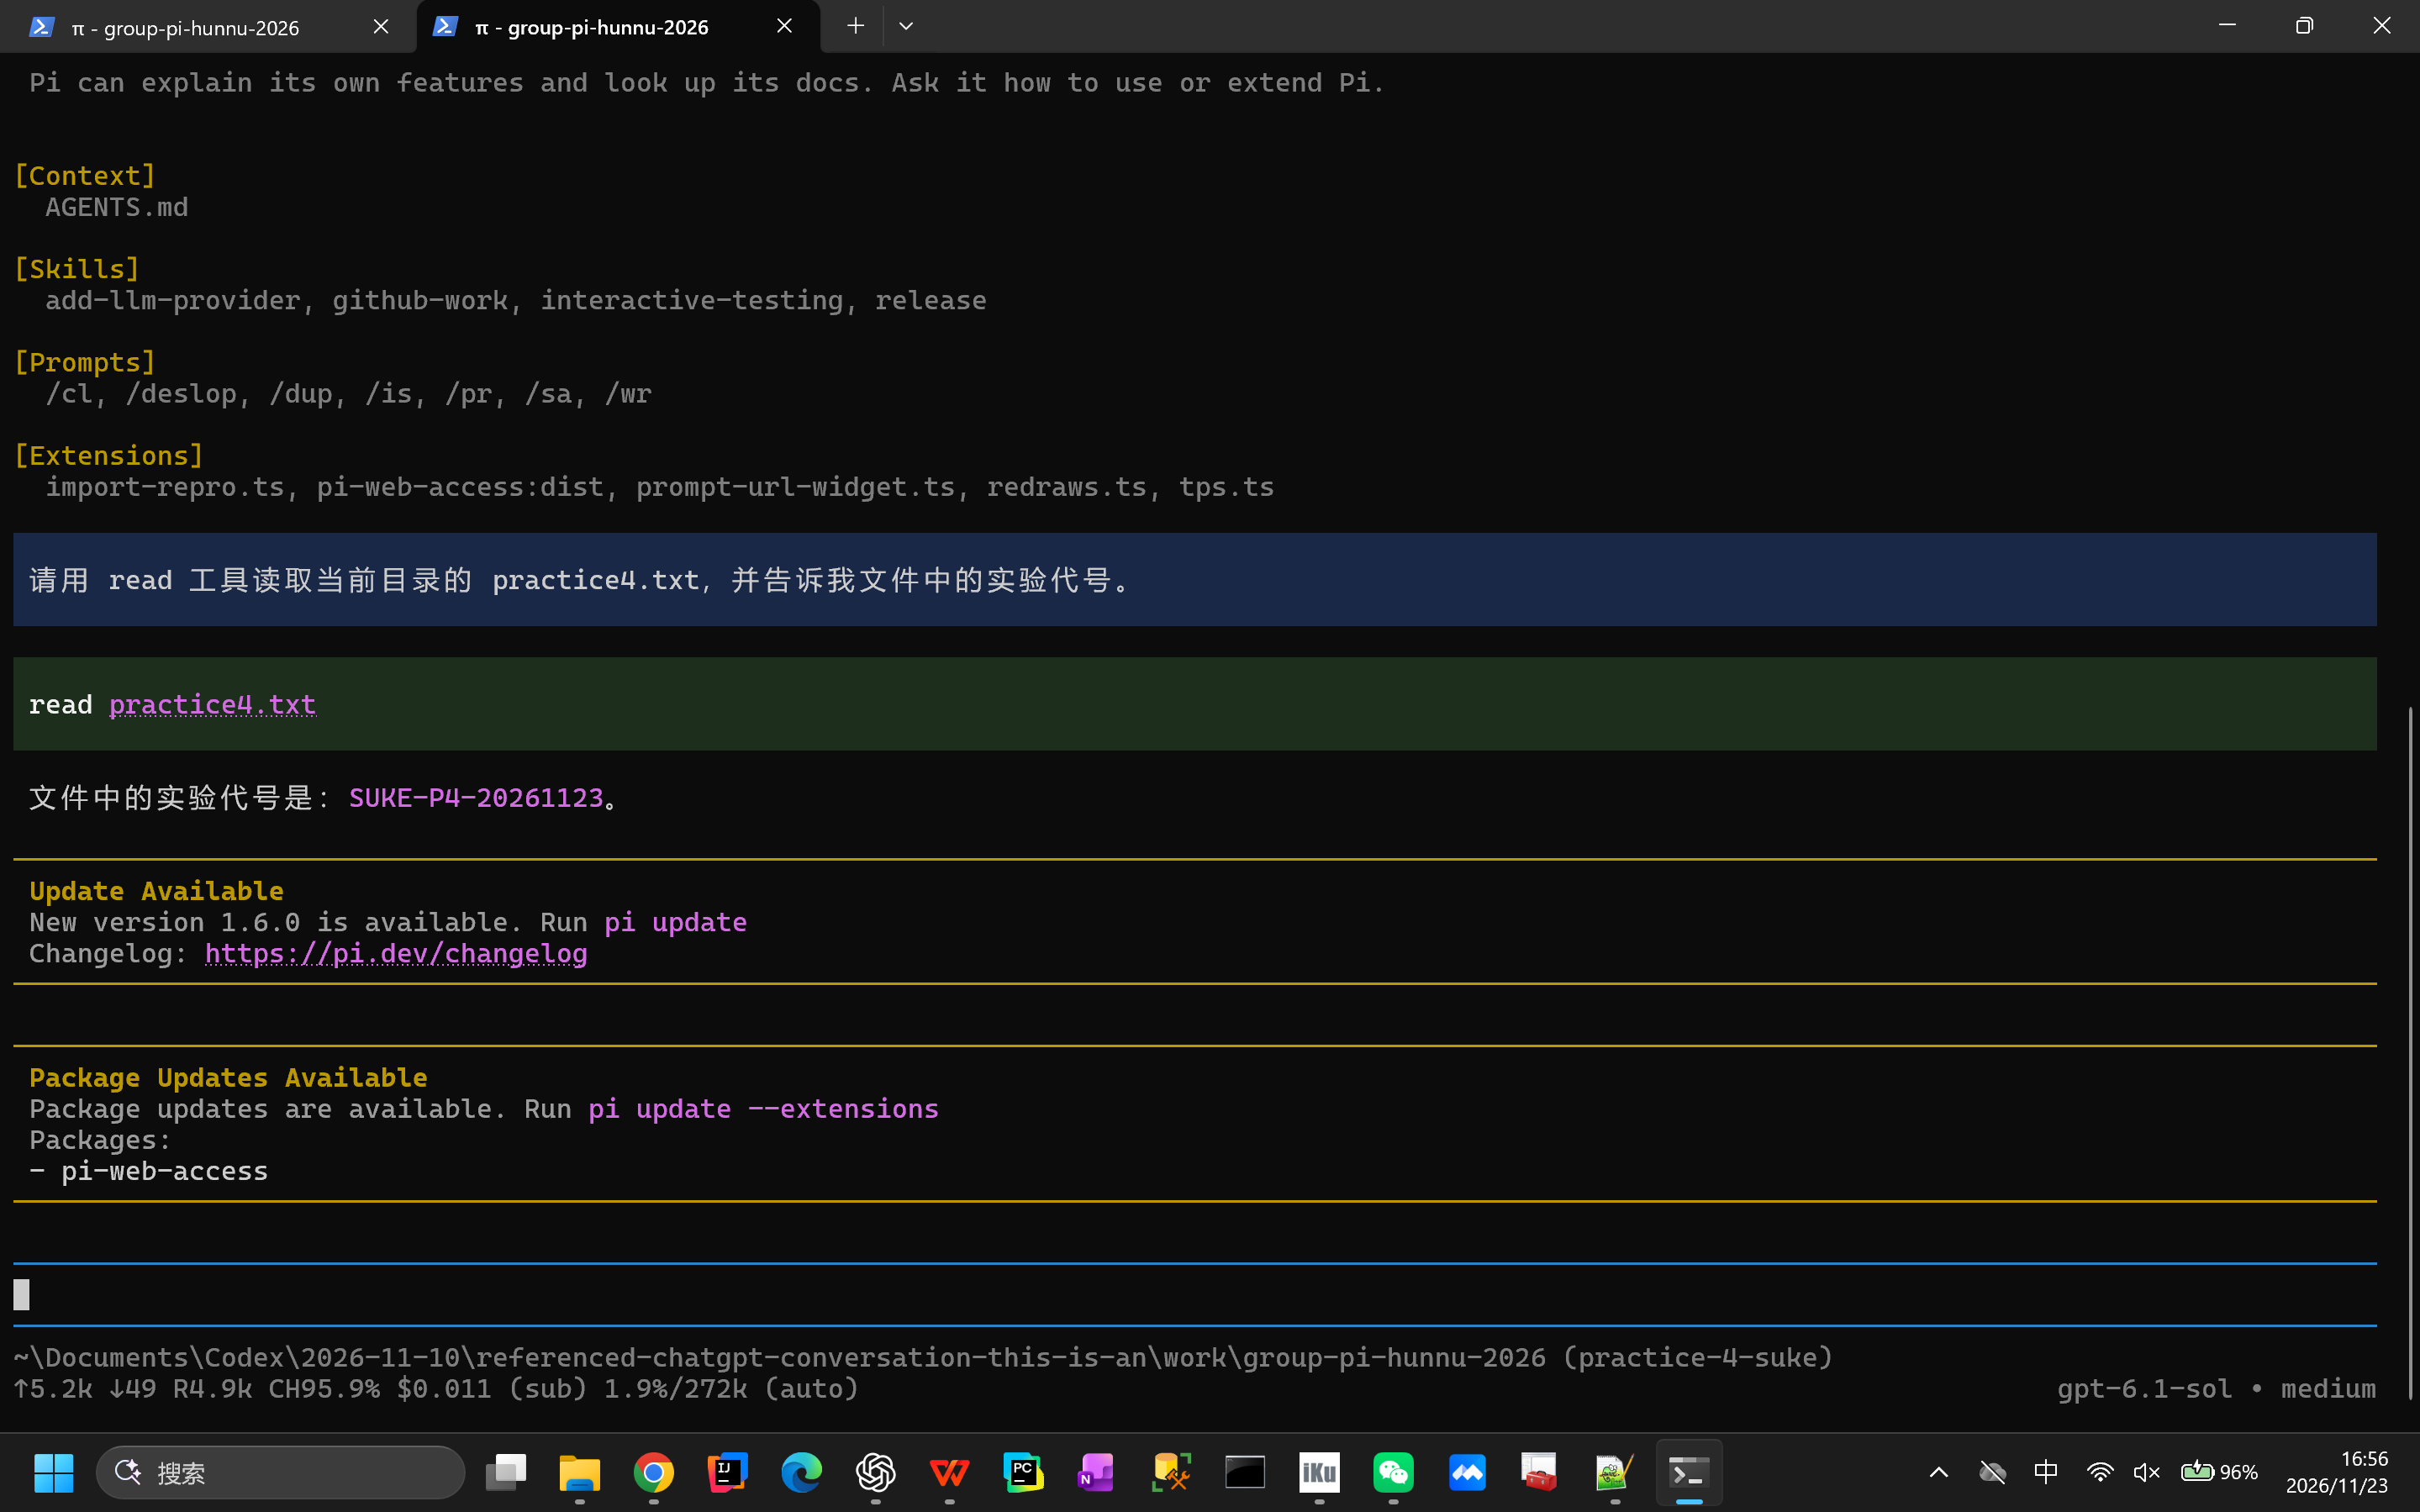 π - group-pi-hunnu-2026
π - group-pi-hunnu-2026
Pi can explain its own features and look up its docs. Ask it how to use or extend Pi.
[Context]
AGENTS.md
[Skills]
add-llm-provider, github-work, interactive-testing, release
[Prompts]
/cl, /deslop, /dup, /is, /pr, /sa, /wr
[Extensions]
import-repro.ts, pi-web-access:dist, prompt-url-widget.ts, redraws.ts, tps.ts
请用 read 工具读取当前目录的 practice4.txt，并告诉我文件中的实验代号。
read practice4.txt
文件中的实验代号是：SUKE-P4-20261123。
Update Available
New version 1.6.0 is available. Run pi update
Changelog: https://pi.dev/changelog
Package Updates Available
Package updates are available. Run pi update --extensions
Packages:
- pi-web-access
~\Documents\Codex\2026-11-10\referenced-chatgpt-conversation-this-is-an\work\group-pi-hunnu-2026 (practice-4-suke)
↑5.2k ↓49 R4.9k CH95.9% $0.011 (sub) 1.9%/272k (auto)
gpt-6.1-sol • medium
搜索
IJ
PC
N
iKu
中
96%
16:56
2026/11/23